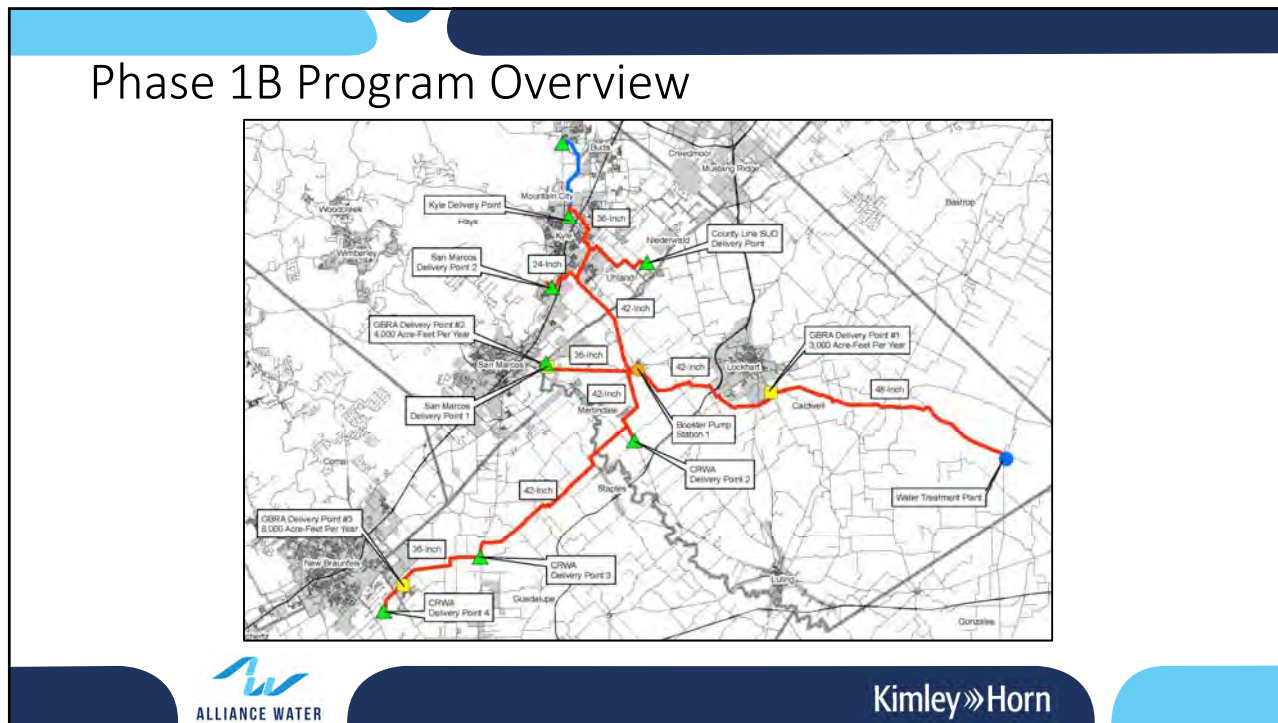 Phase 1B Program Overview
Buda
Creedmoor
Mustang Ridge
Mountain City
Bastrop
Kyle Delivery Point
Woodcreek
Hays
36-Inch
County Line SUD
Delivery Point
Kyle
Niederwald
Wimberley
San Marcos
Delivery Point 2
24-Inch
Uhland
42-Inch
GBRA Delivery Point #2
4,000 Acre-Feet Per Year
GBRA Delivery Point #1
3,000 Acre-Feet Per Year
San Marcos
36-Inch
42-Inch
Lockhart
48-Inch
42-Inch
San Marcos
Delivery Point 1
Martindale
Caldwell
Booster Pump
Station 1
Comal
CRWA
Delivery Point 2
42-Inch
Staples
Water Treatment Plant
GBRA Delivery Point #3
8,000 Acre-Feet Per Year
36-Inch
New Braunfels
CRWA
Delivery Point 3
Luling
CRWA
Delivery Point 4
Guadalupe
Gonzales
chertz
ALLIANCE WATER
Kimley»Horn